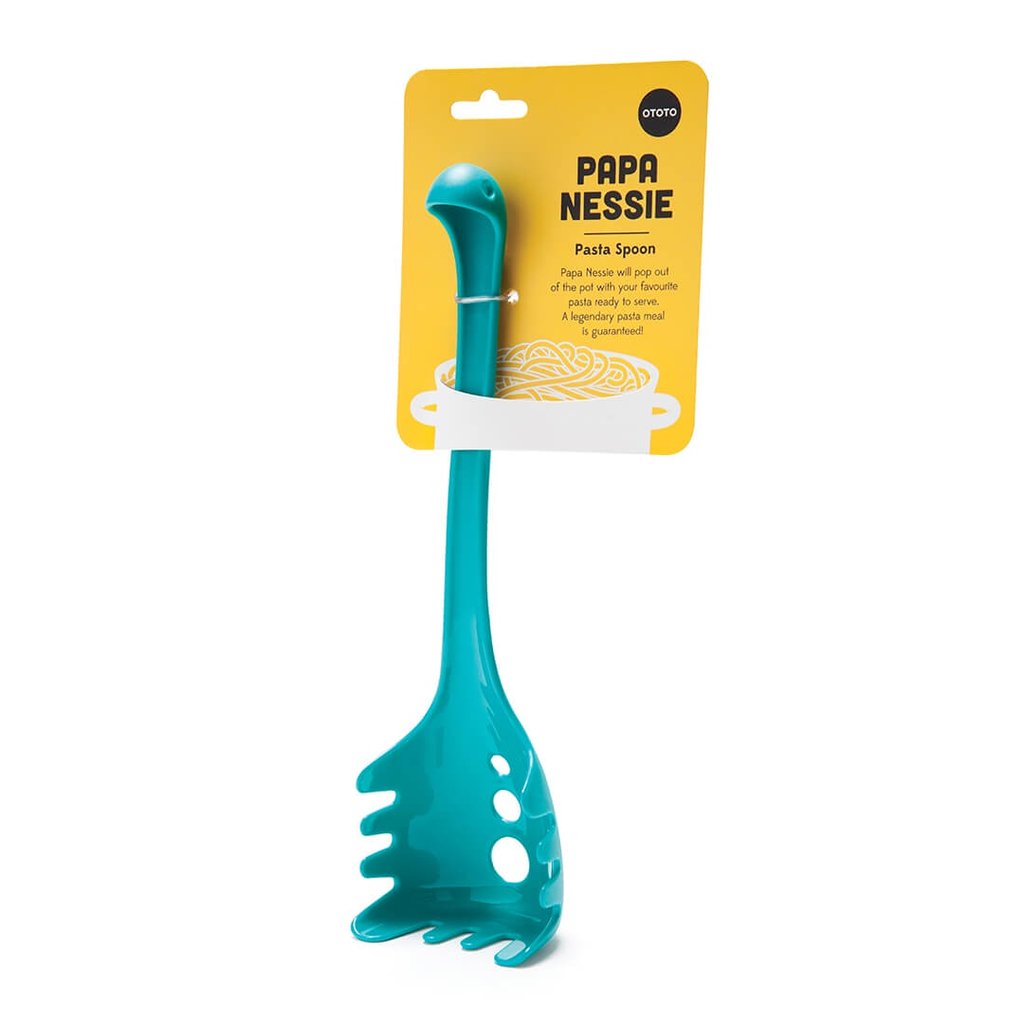 OTOTO
PAPA
NESSIE
Pasta Spoon
Papa Nessie will pop out
of the pot with your favourite
pasta ready to serve.
A legendary pasta meal
is guaranteed!